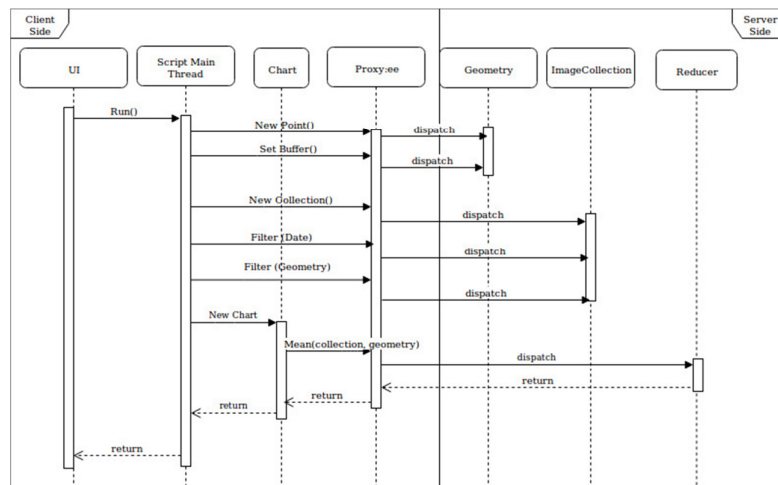 Client
Side
Server
Side
UI
Script Main
Thread
Chart
Proxy:ee
Geometry
ImageCollection
Reducer
Run()
New Point()
dispatch
Set Buffer()
dispatch
New Collection()
dispatch
Filter (Date)
dispatch
Filter (Geometry)
dispatch
New Chart
Mean(collection, geometry)
dispatch
return
return
return
return